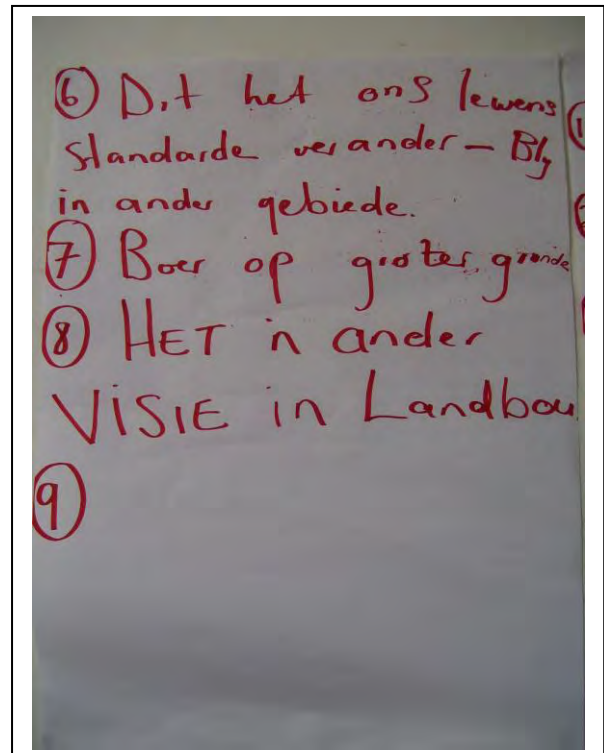 ⑥ Dit het ons lewens
standarde verander – Bly
in ander gebiede.
⑦ Boer op groter gronde
⑧ HET 'n ander
VISIE in Landbou
⑨